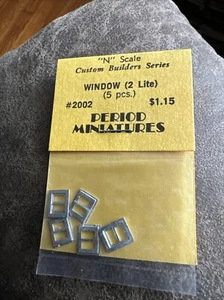 "N" Scale
Custom Builders Series
WINDOW (2 Lite)
(5 pcs.)
#2002 $1.15
PERIOD
MINIATURES